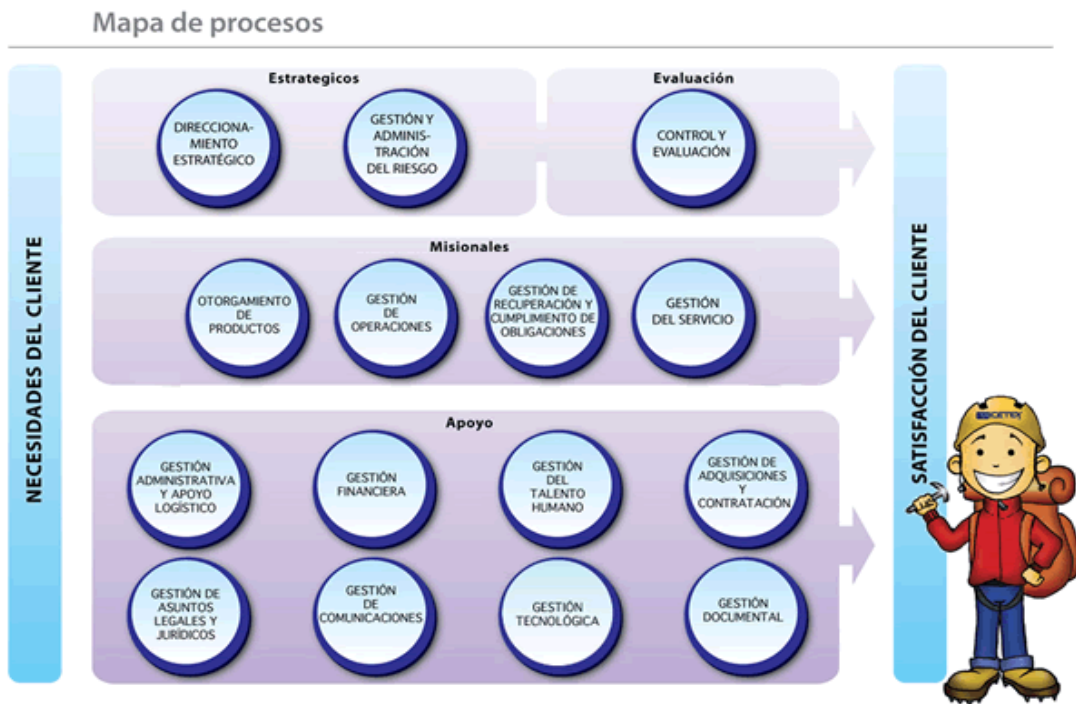 Mapa de procesos
NECESIDADES DEL CLIENTE
Estrategicos
DIRECCIONA-
MIENTO
ESTRATÉGICO
GESTIÓN Y
ADMINIS-
TRACIÓN
DEL RIESGO
Evaluación
CONTROL Y
EVALUACIÓN
Misionales
OTORGAMIENTO
DE
PRODUCTOS
GESTIÓN
DE
OPERACIONES
GESTIÓN DE
RECUPERACIÓN Y
CUMPLIMIENTO DE
OBLIGACIONES
GESTIÓN
DEL SERVICIO
Apoyo
GESTIÓN
ADMINISTRATIVA
Y APOYO
LOGÍSTICO
GESTIÓN
FINANCIERA
GESTIÓN
DEL
TALENTO
HUMANO
GESTIÓN DE
ADQUISICIONES
Y
CONTRATACIÓN
GESTIÓN DE
ASUNTOS
LEGALES Y
JURÍDICOS
GESTIÓN
DE
COMUNICACIONES
GESTIÓN
TECNOLÓGICA
GESTIÓN
DOCUMENTAL
SATISFACCIÓN DEL CLIENTE